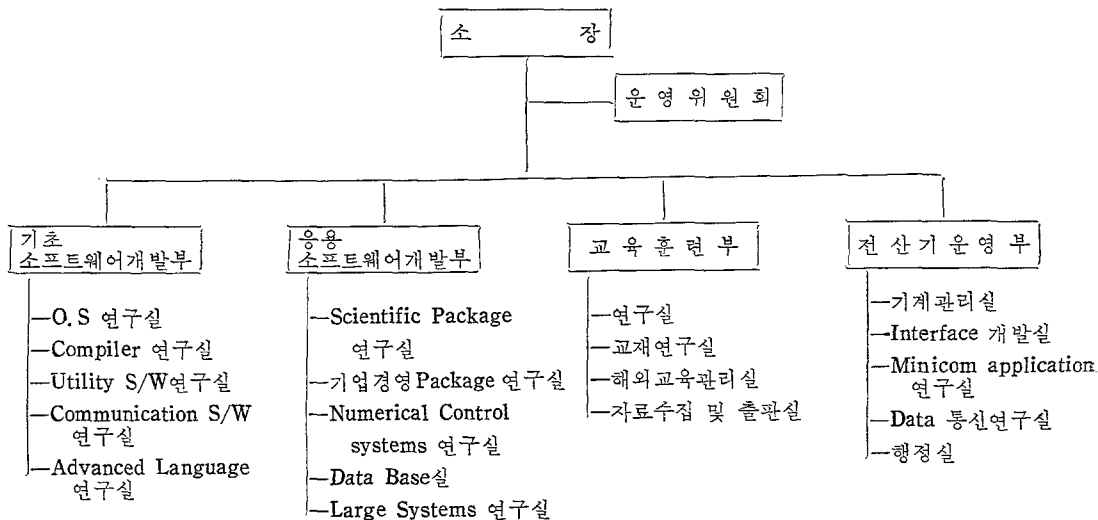 소 장
운영위원회
기초
소프트웨어개발부
O.S 연구실
Compiler 연구실
Utility S/W연구실
Communication S/W
연구실
Advanced Language
연구실
응용
소프트웨어개발부
Scientific Package
연구실
기업경영Package 연구실
Numerical Control
systems 연구실
Data Base실
Large Systems 연구실
교육훈련부
연구실
교재연구실
해외교육관리실
자료수집 및 출판실
전산기운영부
기계관리실
Interface 개발실
Minicom application
연구실
Data 통신연구실
행정실